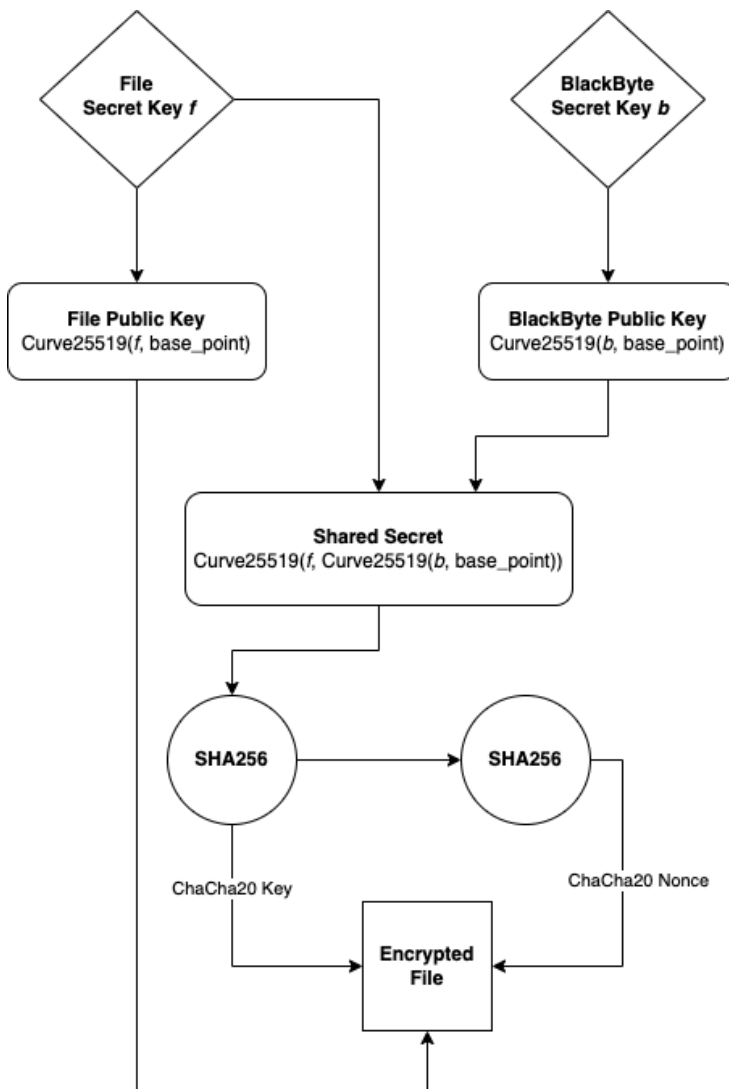 File
Secret Key f
BlackByte
Secret Key b
File Public Key
Curve25519(f, base_point)
BlackByte Public Key
Curve25519(b, base_point)
Shared Secret
Curve25519(f, Curve25519(b, base_point))
SHA256
SHA256
ChaCha20 Key
ChaCha20 Nonce
Encrypted
File